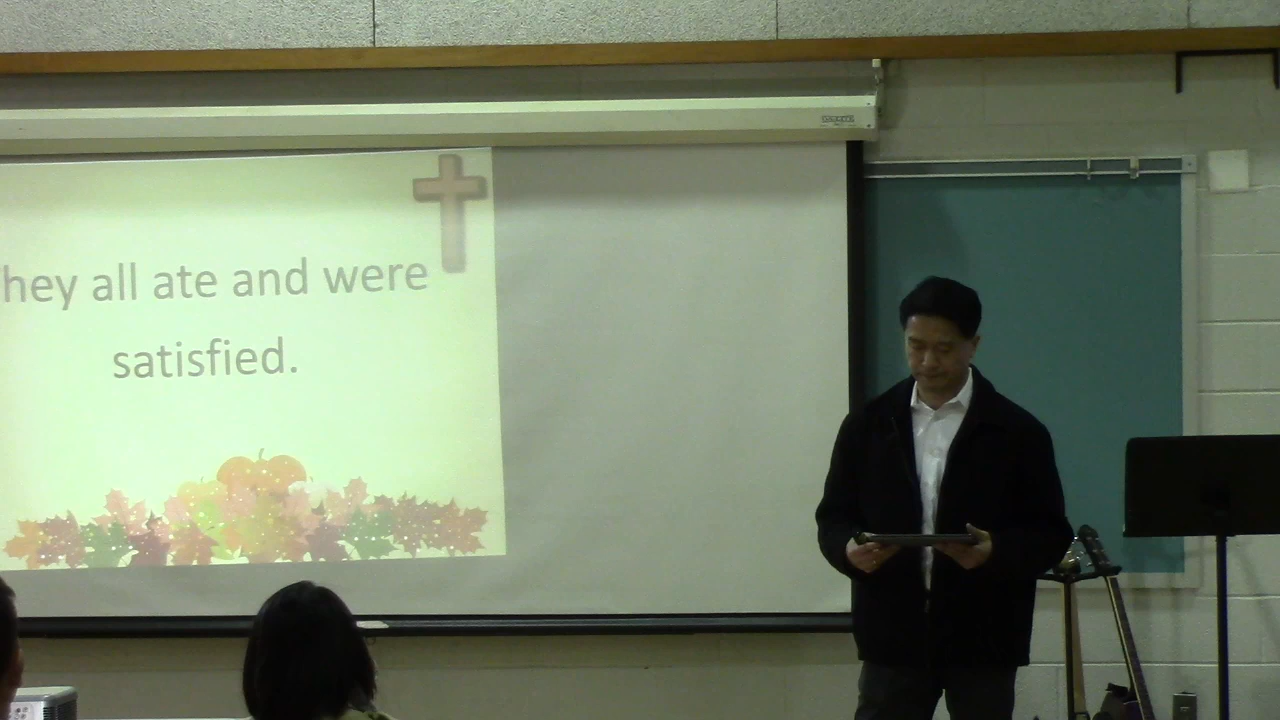 hey all ate and were
satisfied.